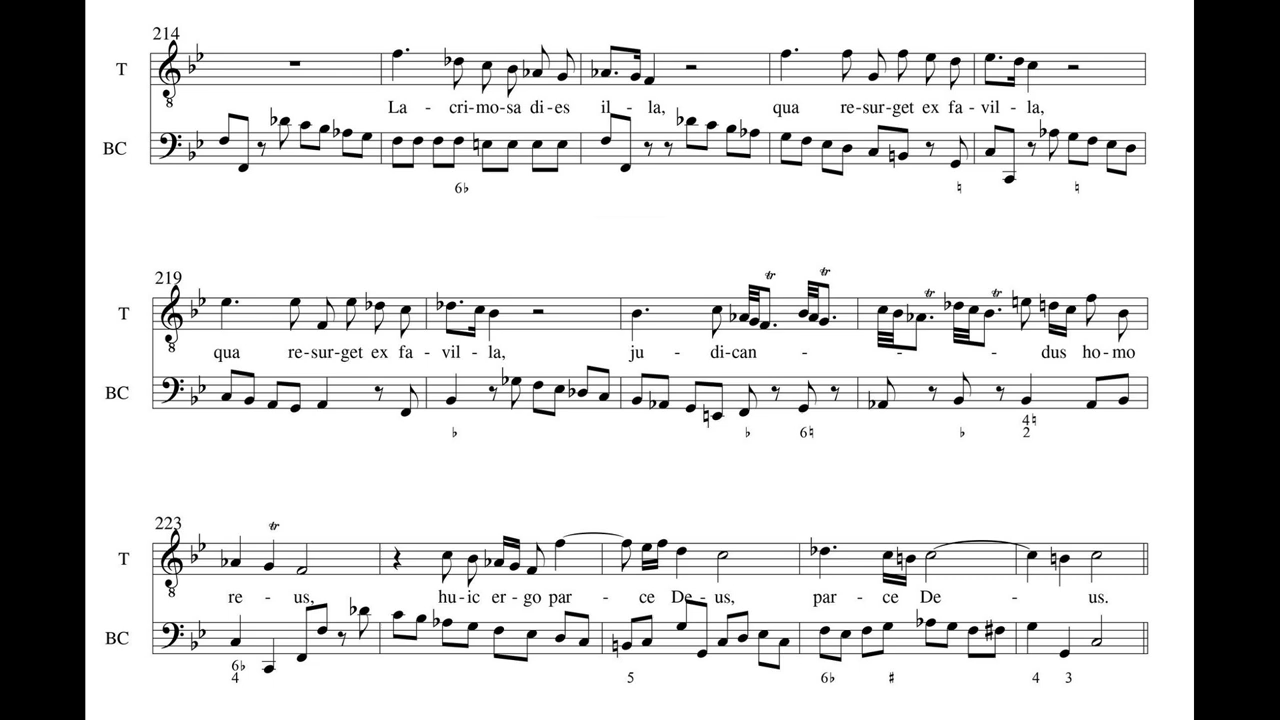 214
T
La - cri - mo - sa di - es il - la, qua re - sur - get ex fa - vil - la,
BC
6♭ ♮ ♮
219
T
qua re - sur - get ex fa - vil - la, ju - di - can - - - - dus ho - mo
BC
♭ ♭ 6♮ ♭ 4♮
2
223
T
re - us, huic er - go par - ce De - us, par - ce De - us.
BC
6♭ 5 6♭ ♯ 4 3
4